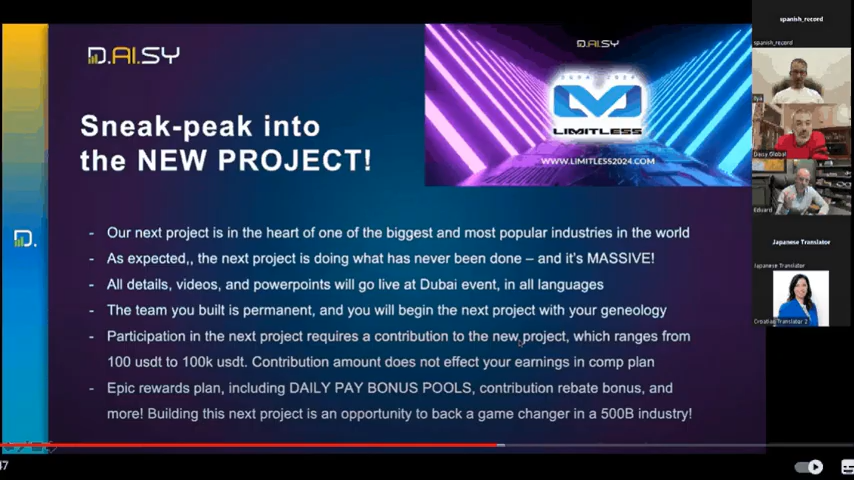 D.AI.SY
Sneak-peak into
the NEW PROJECT!
D.AI.SY
DUBAI 2024
LIMITLESS
WWW.LIMITLESS2024.COM
D.
- Our next project is in the heart of one of the biggest and most popular industries in the world
- As expected,, the next project is doing what has never been done – and it's MASSIVE!
- All details, videos, and powerpoints will go live at Dubai event, in all languages
- The team you built is permanent, and you will begin the next project with your geneology
- Participation in the next project requires a contribution to the new project, which ranges from
100 usdt to 100k usdt. Contribution amount does not effect your earnings in comp plan
- Epic rewards plan, including DAILY PAY BONUS POOLS, contribution rebate bonus, and
more! Building this next project is an opportunity to back a game changer in a 500B industry!
spanish_record
spanish_record
Ilya
Daisy Global
Eduard
Japanese Translator
Japanese Translator
Croatian Translator 2